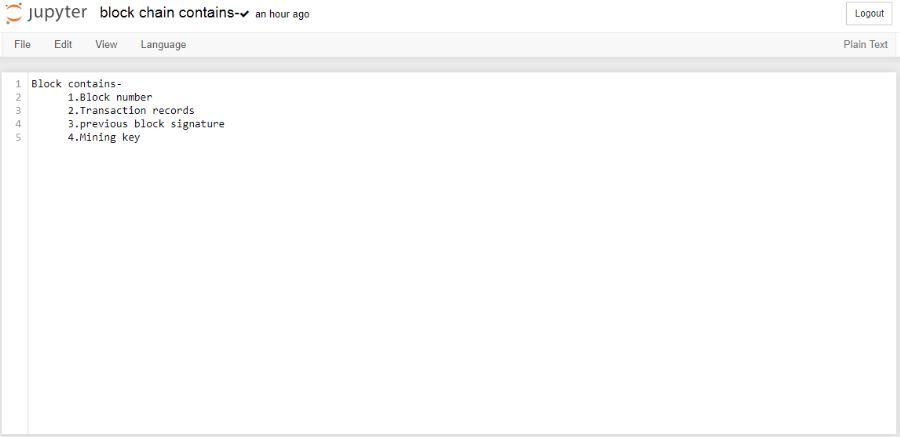 jupyter block chain contains-✔ an hour ago Logout
File Edit View Language Plain Text
1 Block contains-
2 1.Block number
3 2.Transaction records
4 3.previous block signature
5 4.Mining key